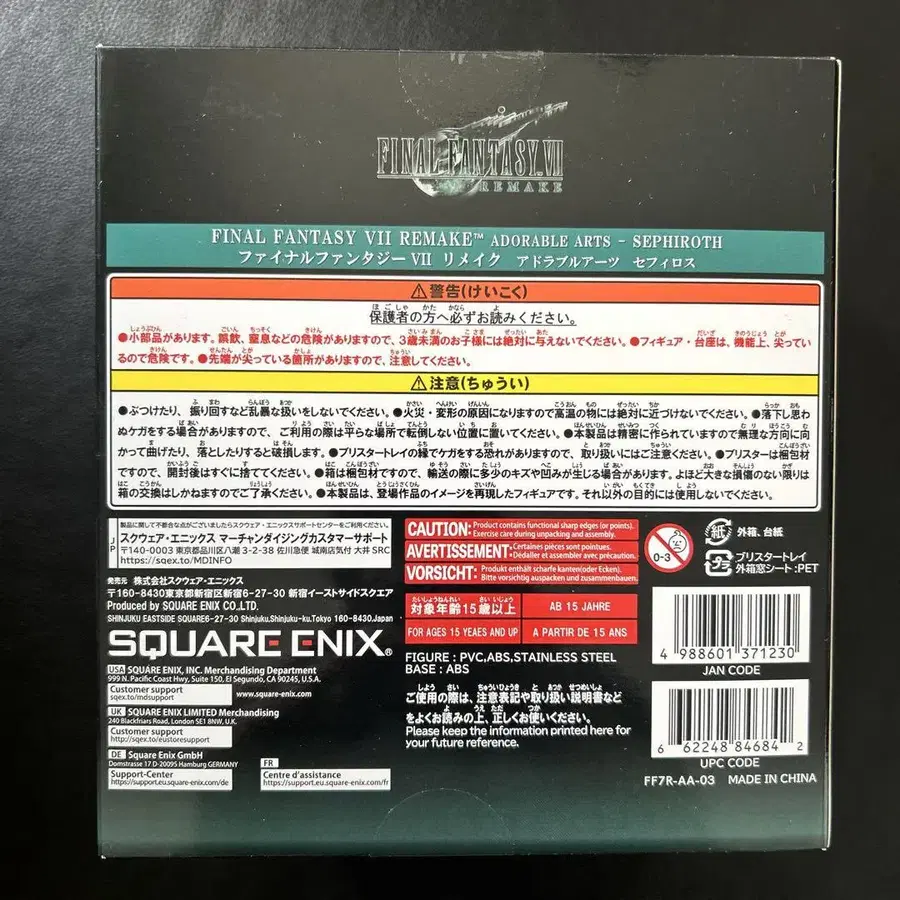 FINAL FANTASY VII
REMAKE
FINAL FANTASY VII REMAKE™ ADORABLE ARTS - SEPHIROTH
ファイナルファンタジーVII リメイク アドラブルアーツ セフィロス
⚠警告(けいこく)
保護者の方へ必ずお読みください。
●小部品があります。誤飲、窒息などの危険がありますので、3歳未満のお子様には絶対に与えないでください。●フィギュア・台座は、機能上、尖ってい
るので危険です。●先端が尖っている箇所がありますので、注意してください。
⚠注意(ちゅうい)
●ぶつけたり、振り回すなど乱暴な扱いをしないでください。●火災・変形の原因になりますので高温の物には絶対に近づけないでください。●落下し思わ
ぬケガをする場合がありますので、ご利用の際は平らな場所で転倒しない位置に置いてください。●本製品は精密に作られていますので無理な方向に向
かって曲げたり、落としたりすると破損します。●ブリスタートレイの縁でケガをする恐れがありますので、取り扱いにはご注意ください。●ブリスターは梱包材
ですので、開封後はすぐに捨ててください。●箱は梱包材ですので、輸送の際に多少のキズや凹みが生じる場合があります。よほど大きな損傷のない限りは
箱の交換はしかねますのでご了承ください。●本製品は、登場作品のイメージを再現したフィギュアです。それ以外の目的には使用しないでください。
JP
製品に関して不都合な点がございましたらスクウェア・エニックスサポートセンターをご利用ください。
スクウェア・エニックス マーチャンダイジングカスタマーサポート
〒140-0003 東京都品川区八潮 3-2-38 佐川急便 城南店気付 大井 SRC
https://sqex.to/MDINFO
発売元 株式会社スクウェア・エニックス
〒160-8430東京都新宿区新宿6-27-30 新宿イーストサイドスクエア
Produced by SQUARE ENIX CO.,LTD.
SHINJUKU EASTSIDE SQUARE6-27-30 Shinjuku,Shinjuku-ku,Tokyo 160-8430,Japan
SQUARE ENIX®
USA SQUARE ENIX, INC. Merchandising Department
999 N. Pacific Coast Hwy, Suite 150, El Segundo, CA 90245, U.S.A.
Customer support
sqex.to/mdsupport
www.square-enix.com
UK SQUARE ENIX LIMITED Merchandising
240 Blackfriars Road, London SE1 8NW, U.K.
Customer support
http://sqex.to/eustoresupport
DE Square Enix GmbH
Domstrasse 17 D-20095 Hamburg GERMANY
Support-Center
https://support.eu.square-enix.com/de
FR
Centre d'assistance
https://support.eu.square-enix.com/fr
CAUTION: Product contains functional sharp edges (or points).
Exercise care during unpacking and assembly.
AVERTISSEMENT: Certaines pièces sont pointues.
Déballer et assembler avec précaution.
VORSICHT: Produkt enthält scharfe kanten(oder Ecken).
Bitte vorsichtig auspacken und zusammenbauen.
対象年齢15歳以上
たいしょうねんれい さい いじょう
AB 15 JAHRE
FOR AGES 15 YEAES AND UP
A PARTIR DE 15 ANS
FIGURE : PVC,ABS,STAINLESS STEEL
BASE : ABS
ご使用の際は、注意表記や取り扱い説明書など
をよくお読みの上、正しくお使いください。
Please keep the information printed here for
your future reference.
0-3
紙 外箱、台紙
プラ ブリスタートレイ
外箱窓シート:PET
4 988601 371230
JAN CODE
6 62248 84684 2
UPC CODE
FF7R-AA-03 MADE IN CHINA